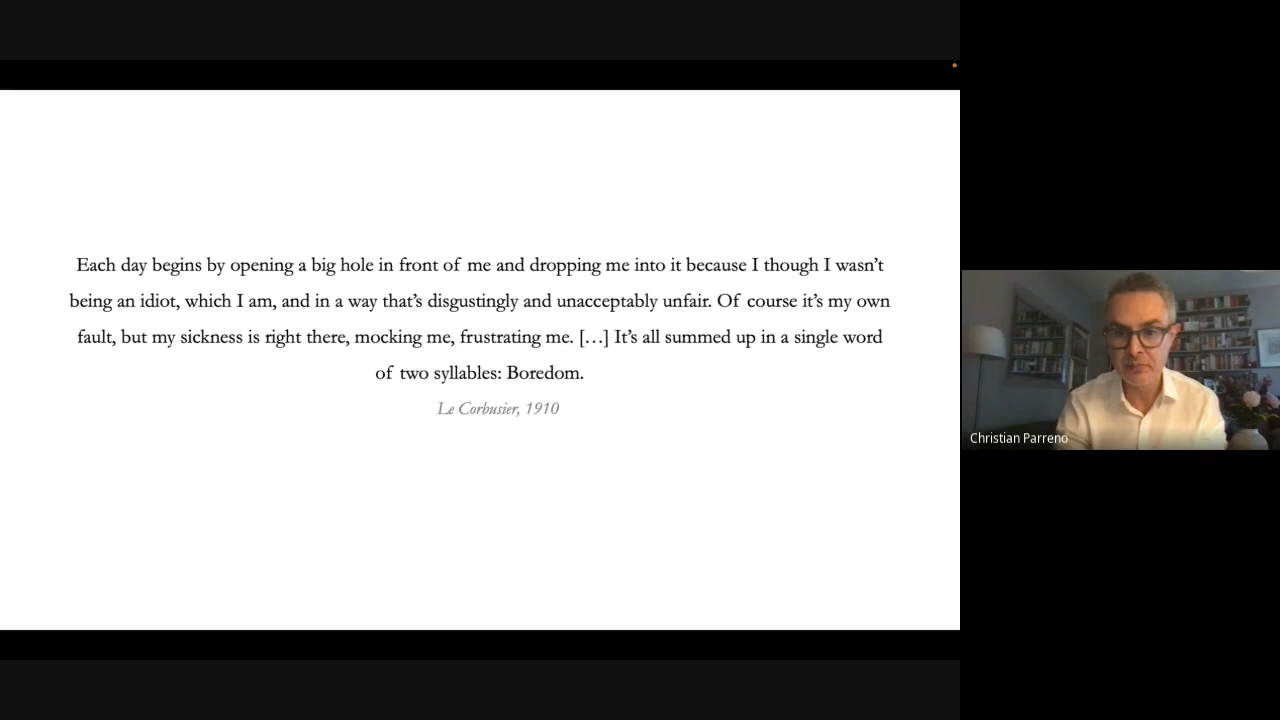 Each day begins by opening a big hole in front of me and dropping me into it because I though I wasn’t
being an idiot, which I am, and in a way that’s disgustingly and unacceptably unfair. Of course it’s my own
fault, but my sickness is right there, mocking me, frustrating me. […] It’s all summed up in a single word
of two syllables: Boredom.
Le Corbusier, 1910
Christian Parreno